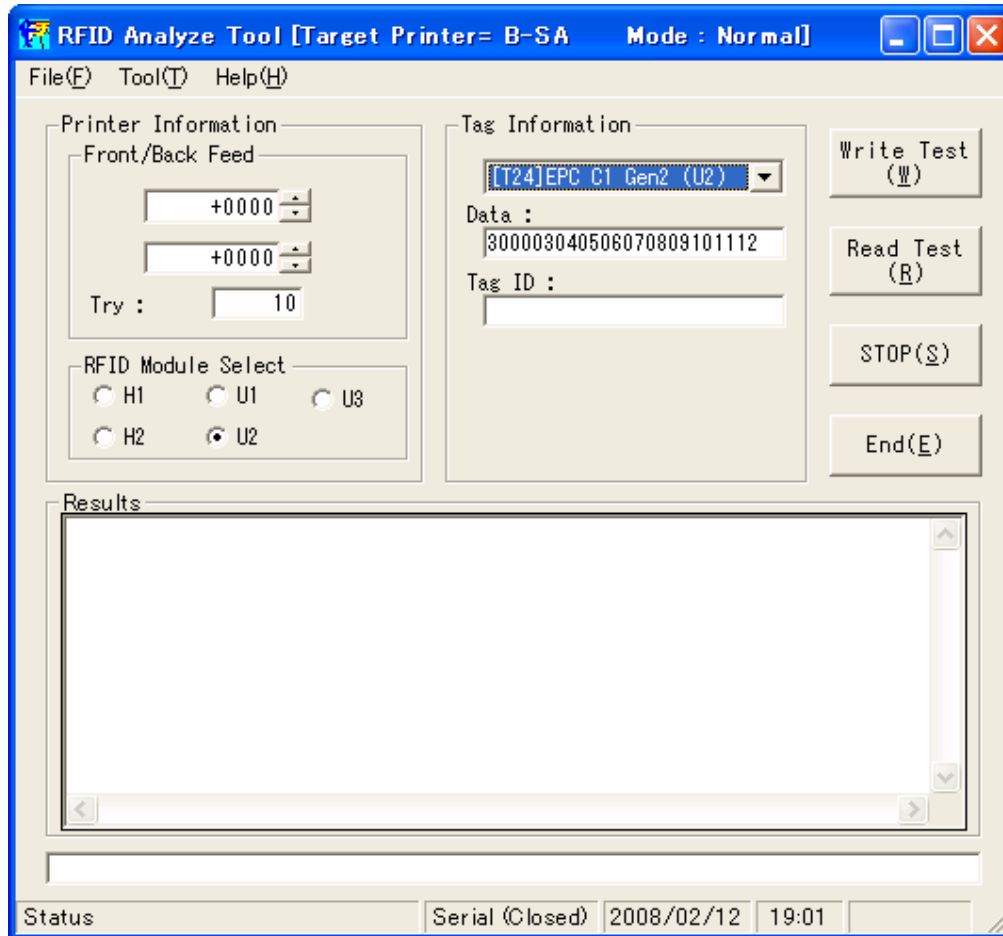 RFID Analyze Tool [Target Printer= B-SA Mode : Normal]
File(F) Tool(T) Help(H)
Printer Information
Front/Back Feed
+0000
+0000
Try : 10
RFID Module Select
H1 U1 U3
H2 U2
Tag Information
[T24]EPC C1 Gen2 (U2)
Data :
300003040506070809101112
Tag ID :
Write Test
(W)
Read Test
(R)
STOP(S)
End(E)
Results
Status Serial (Closed) 2008/02/12 19:01